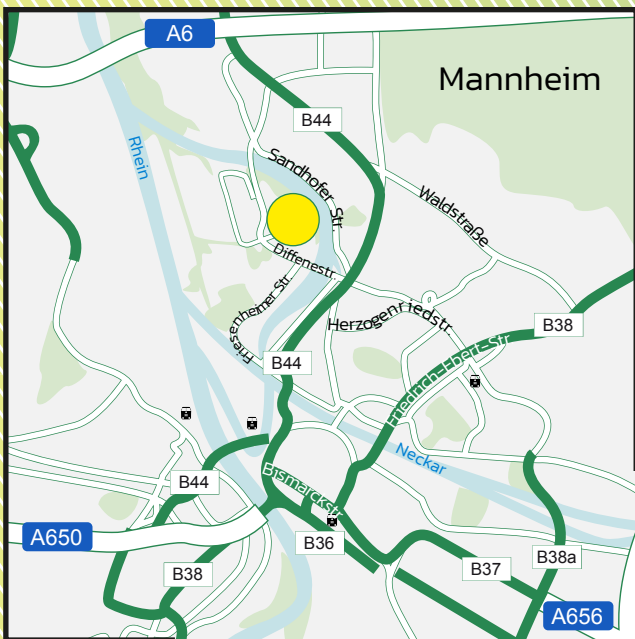 A6
Mannheim
B44
Rhein
Sandhofer Str.
Waldstraße
Diffenestr.
Friesenheimer Str.
Herzogenriedstr.
B38
Friedrich-Ebert-Str
B44
Neckar
B44
Bismarckstr.
A650
B36
B38
B37
B38a
A656